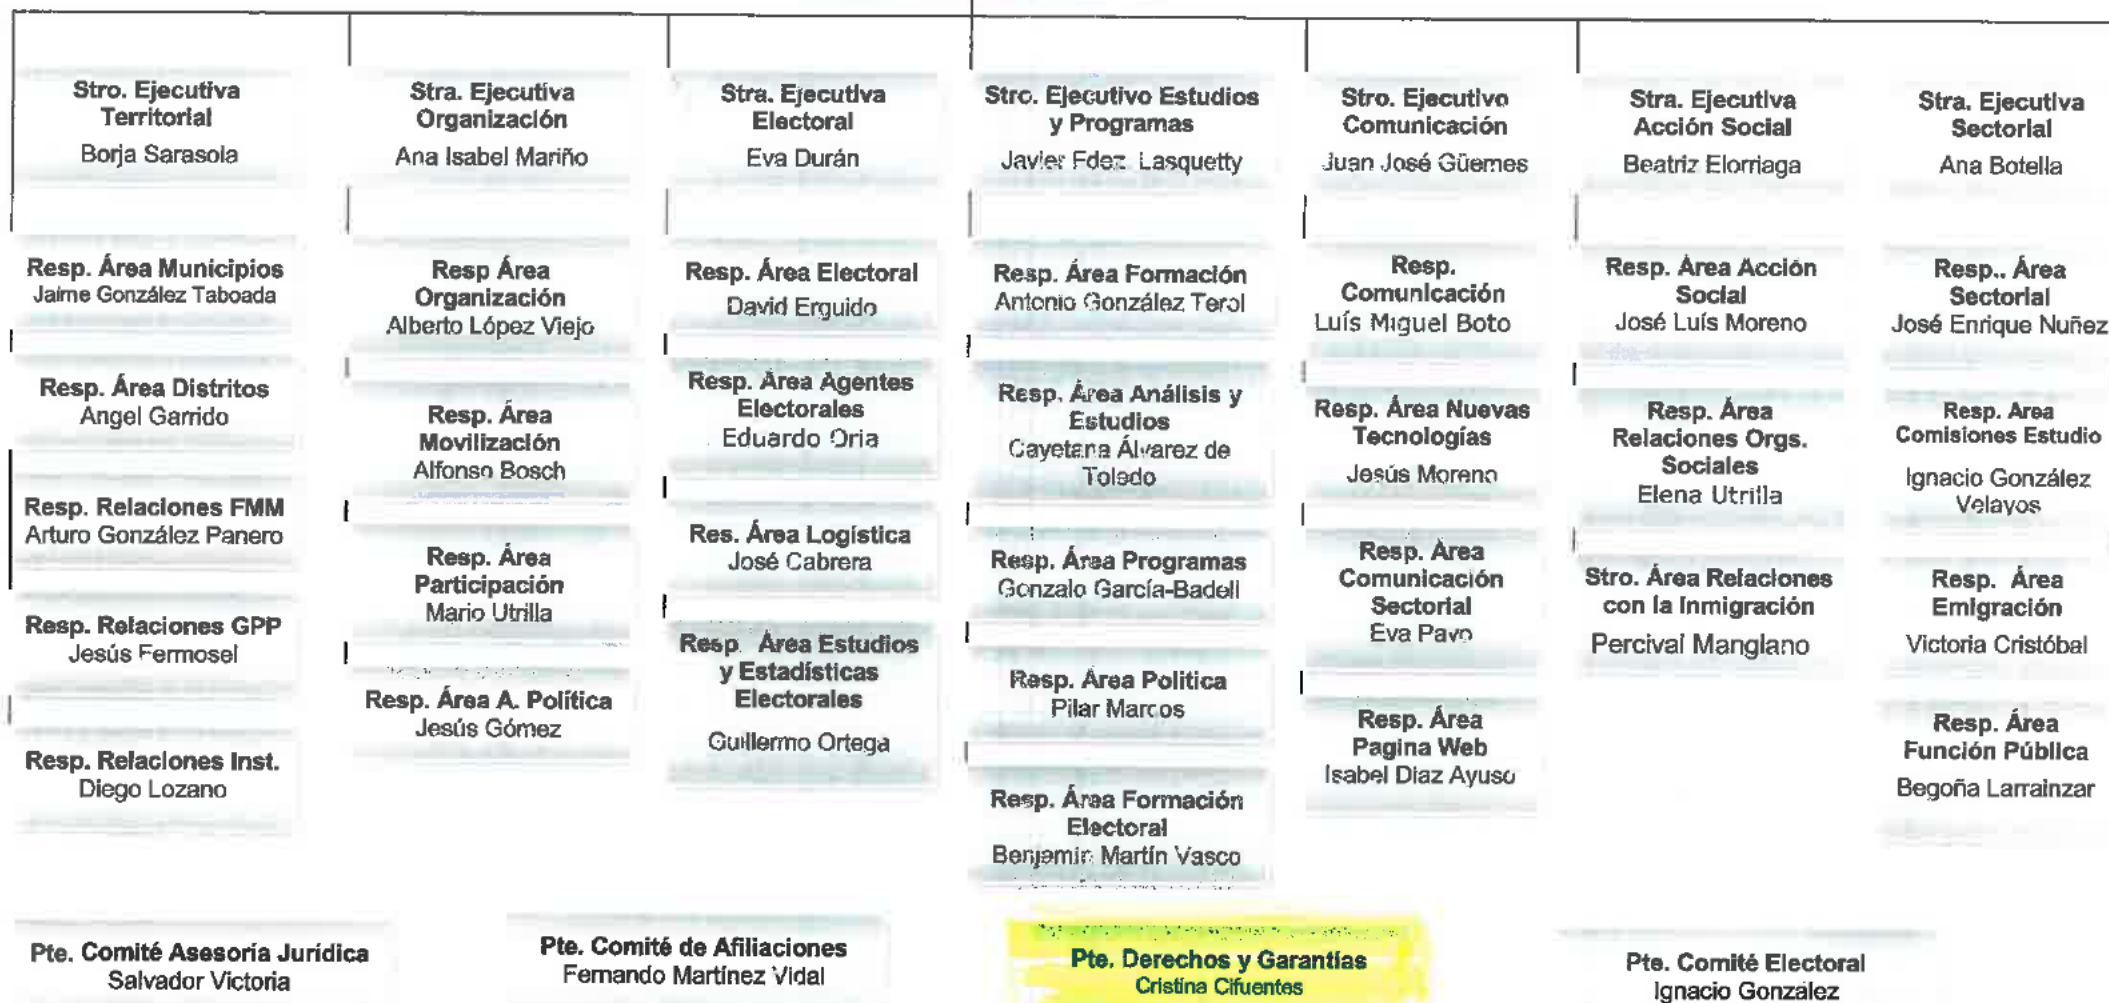 Stro. Ejecutiva
Territorial
Borja Sarasola
Resp. Área Municipios
Jaime González Taboada
Resp. Área Distritos
Angel Garrido
Resp. Relaciones FMM
Arturo González Panero
Resp. Relaciones GPP
Jesús Fermosel
Resp. Relaciones Inst.
Diego Lozano
Stra. Ejecutiva
Organización
Ana Isabel Mariño
Resp Área
Organización
Alberto López Viejo
Resp. Área
Movilización
Alfonso Bosch
Resp. Área
Participación
Mario Utrilla
Resp. Área A. Política
Jesús Gómez
Stra. Ejecutiva
Electoral
Eva Durán
Resp. Área Electoral
David Erguido
Resp. Área Agentes
Electorales
Eduardo Oria
Res. Área Logística
José Cabrera
Resp. Área Estudios
y Estadísticas
Electorales
Guillermo Ortega
Stro. Ejecutivo Estudios
y Programas
Javier Fdez. Lasquetty
Resp. Área Formación
Antonio González Terol
Resp. Área Análisis y
Estudios
Cayetana Álvarez de
Toledo
Resp. Área Programas
Gonzalo García-Badell
Resp. Área Politica
Pilar Marcos
Resp. Área Formación
Electoral
Benjamin Martín Vasco
Stro. Ejecutivo
Comunicación
Juan José Güemes
Resp.
Comunicación
Luís Miguel Boto
Resp. Área Nuevas
Tecnologías
Jesús Moreno
Resp. Área
Comunicación
Sectorial
Eva Pavo
Resp. Área
Pagina Web
Isabel Diaz Ayuso
Stra. Ejecutiva
Acción Social
Beatriz Elorriaga
Resp. Área Acción
Social
José Luís Moreno
Resp. Área
Relaciones Orgs.
Sociales
Elena Utrilla
Stro. Área Relaciones
con la Inmigración
Percival Manglano
Stra. Ejecutiva
Sectorial
Ana Botella
Resp.. Área
Sectorial
José Enrique Nuñez
Resp. Área
Comisiones Estudio
Ignacio González
Velayos
Resp. Área
Emigración
Victoria Cristóbal
Resp. Área
Función Pública
Begoña Larrainzar
Pte. Comité Asesoría Jurídica
Salvador Victoria
Pte. Comité de Afiliaciones
Fernando Martínez Vidal
Pte. Derechos y Garantías
Cristina Cifuentes
Pte. Comité Electoral
Ignacio González